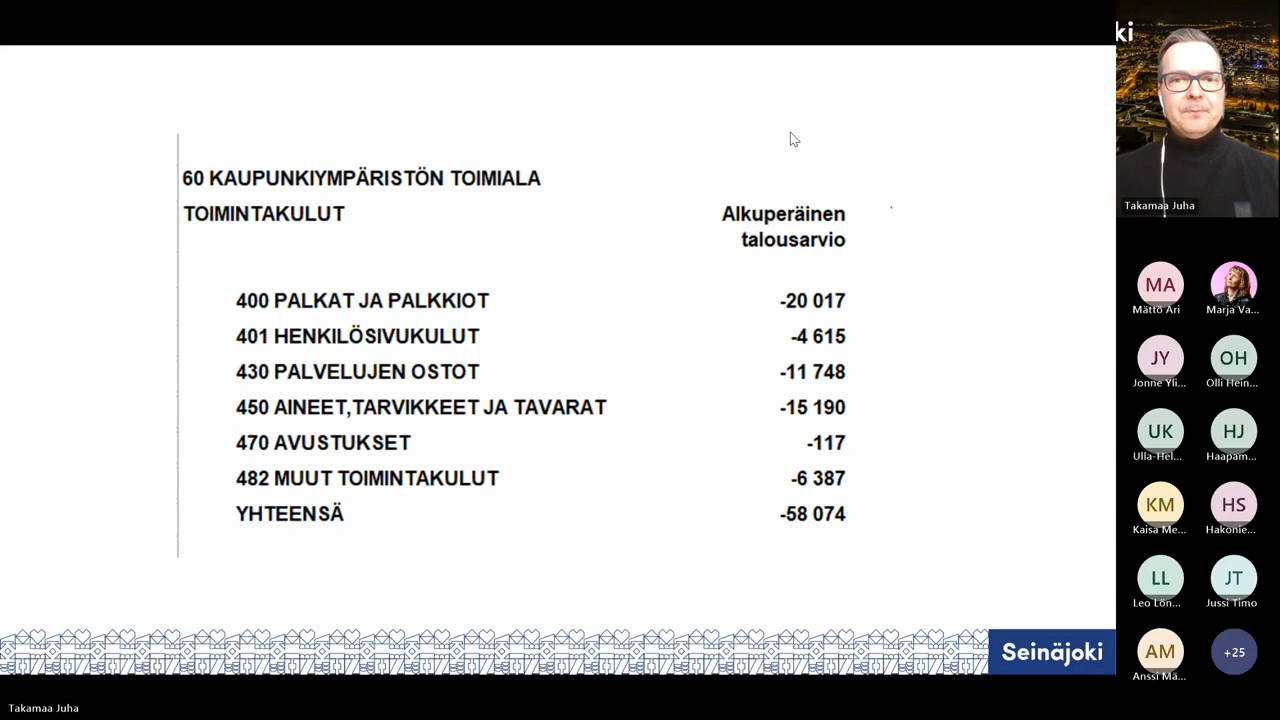 60 KAUPUNKIYMPÄRISTÖN TOIMIALA
TOIMINTAKULUT
Alkuperäinen
talousarvio
400 PALKAT JA PALKKIOT -20 017
401 HENKILÖSIVUKULUT -4 615
430 PALVELUJEN OSTOT -11 748
450 AINEET,TARVIKKEET JA TAVARAT -15 190
470 AVUSTUKSET -117
482 MUUT TOIMINTAKULUT -6 387
YHTEENSÄ -58 074
Seinäjoki
ki
Takamaa Juha
MA
Mättö Ari
Marja Va...
JY
Jonne Yli...
OH
Olli Hein...
UK
Ulla-Hel...
HJ
Haapam...
KM
Kaisa Me...
HS
Hakonie...
LL
Leo Lön...
JT
Jussi Timo
AM
Anssi Mä...
+25
Takamaa Juha